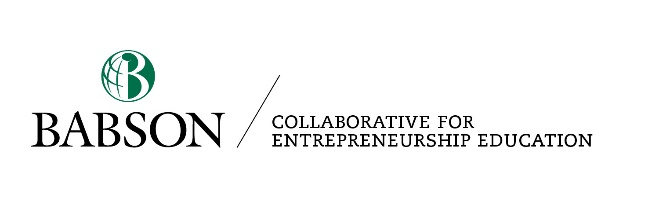 B
BABSON
COLLABORATIVE FOR
ENTREPRENEURSHIP EDUCATION